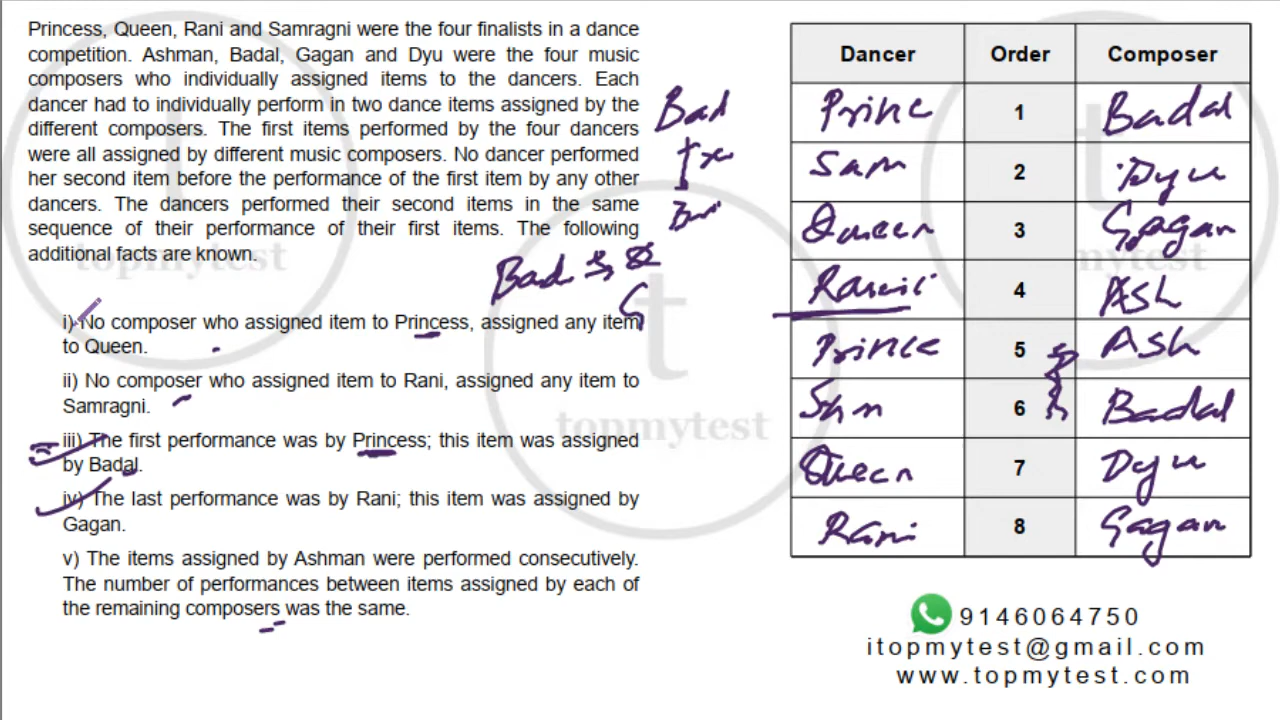 Princess, Queen, Rani and Samragni were the four finalists in a dance
competition. Ashman, Badal, Gagan and Dyu were the four music
composers who individually assigned items to the dancers. Each
dancer had to individually perform in two dance items assigned by the
different composers. The first items performed by the four dancers
were all assigned by different music composers. No dancer performed
her second item before the performance of the first item by any other
dancers. The dancers performed their second items in the same
sequence of their performance of their first items. The following
additional facts are known.
Bad
Bad & 
G
i) No composer who assigned item to Princess, assigned any item
to Queen.
ii) No composer who assigned item to Rani, assigned any item to
Samragni.
iii) The first performance was by Princess; this item was assigned
by Badal.
iv) The last performance was by Rani; this item was assigned by
Gagan.
v) The items assigned by Ashman were performed consecutively.
The number of performances between items assigned by each of
the remaining composers was the same.
Dancer Order Composer
Princ 1 Badal
Sam 2 Dyu
Queen 3 Gagan
Rani 4 ASh
Prince 5 ASh
Sam 6 Badal
Queen 7 Dyu
Rani 8 Gagan
9146064750
itopmytest@gmail.com
www.topmytest.com
topmytest
topmytest
mytest